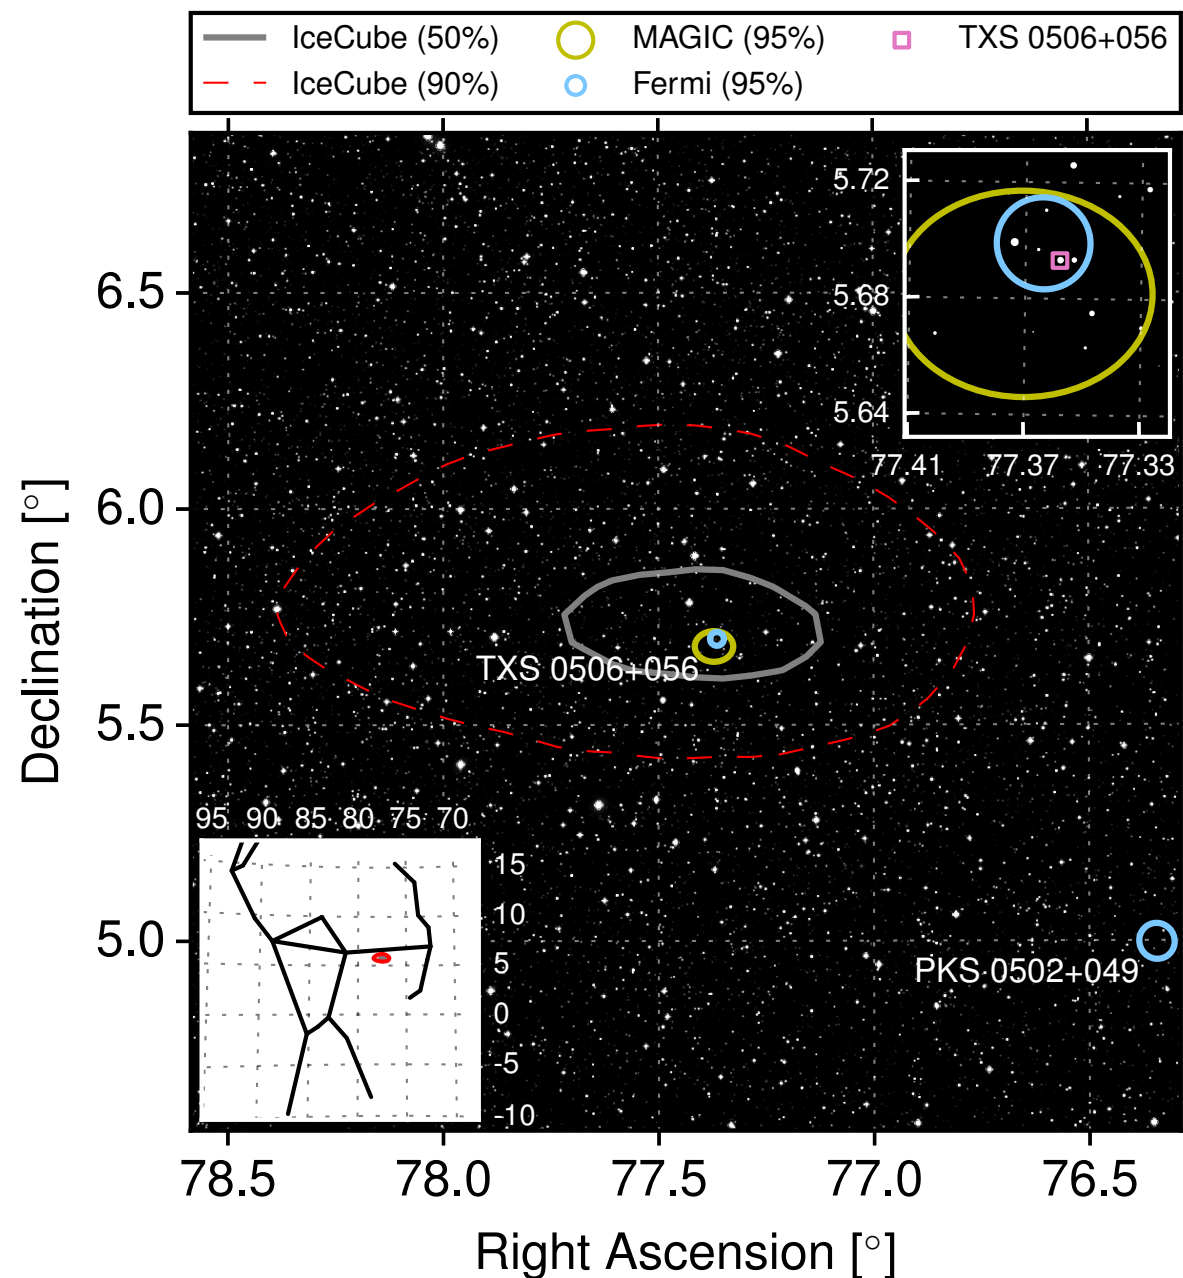 IceCube (50%) MAGIC (95%) TXS 0506+056
IceCube (90%) Fermi (95%)
5.72
5.68
5.64
77.41 77.37 77.33
6.5
6.0
5.5
5.0
Declination [°]
TXS 0506+056
PKS 0502+049
95 90 85 80 75 70
15
10
5
0
-5
-10
78.5 78.0 77.5 77.0 76.5
Right Ascension [°]